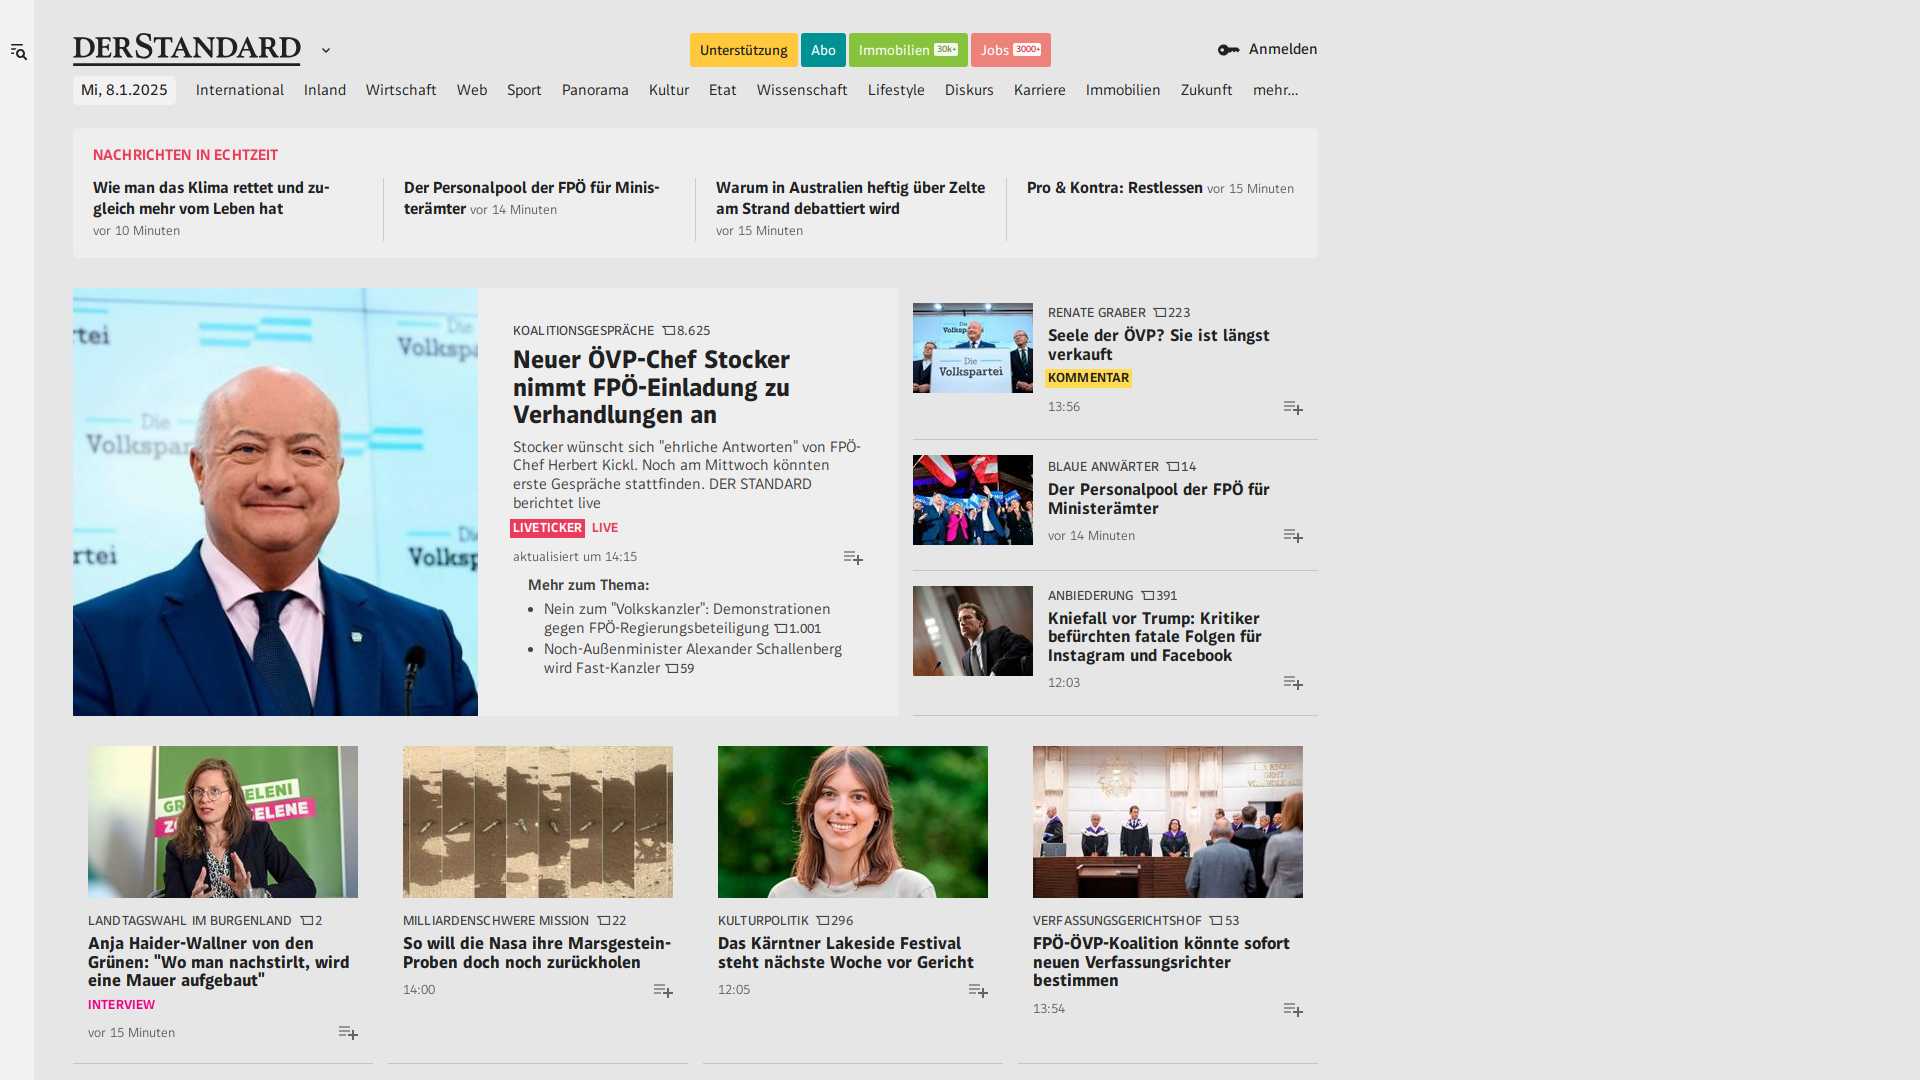 DERSTANDARD
Unterstützung
Abo
Immobilien 30k+
Jobs 3000+
Anmelden
Mi, 8.1.2025 International Inland Wirtschaft Web Sport Panorama Kultur Etat Wissenschaft Lifestyle Diskurs Karriere Immobilien Zukunft mehr...
NACHRICHTEN IN ECHTZEIT
Wie man das Klima rettet und zu-
gleich mehr vom Leben hat
vor 10 Minuten
Der Personalpool der FPÖ für Minis-
terämter vor 14 Minuten
Warum in Australien heftig über Zelte
am Strand debattiert wird
vor 15 Minuten
Pro & Kontra: Restlessen vor 15 Minuten
Die
Volkspartei
KOALITIONSGESPRÄCHE 8.625
Neuer ÖVP-Chef Stocker
nimmt FPÖ-Einladung zu
Verhandlungen an
Stocker wünscht sich "ehrliche Antworten" von FPÖ-
Chef Herbert Kickl. Noch am Mittwoch könnten
erste Gespräche stattfinden. DER STANDARD
berichtet live
LIVETICKER LIVE
aktualisiert um 14:15
Mehr zum Thema:
• Nein zum "Volkskanzler": Demonstrationen
gegen FPÖ-Regierungsbeteiligung 1.001
• Noch-Außenminister Alexander Schallenberg
wird Fast-Kanzler 59
Die
Volkspartei
RENATE GRABER 223
Seele der ÖVP? Sie ist längst
verkauft
KOMMENTAR
13:56
BLAUE ANWÄRTER 14
Der Personalpool der FPÖ für
Ministerämter
vor 14 Minuten
ANBIEDERUNG 391
Kniefall vor Trump: Kritiker
befürchten fatale Folgen für
Instagram und Facebook
12:03
LANDTAGSWAHL IM BURGENLAND 2
Anja Haider-Wallner von den
Grünen: "Wo man nachstirlt, wird
eine Mauer aufgebaut"
INTERVIEW
vor 15 Minuten
MILLIARDENSCHWERE MISSION 22
So will die Nasa ihre Marsgestein-
Proben doch noch zurückholen
14:00
KULTURPOLITIK 296
Das Kärntner Lakeside Festival
steht nächste Woche vor Gericht
12:05
VERFASSUNGSGERICHTSHOF 53
FPÖ-ÖVP-Koalition könnte sofort
neuen Verfassungsrichter
bestimmen
13:54